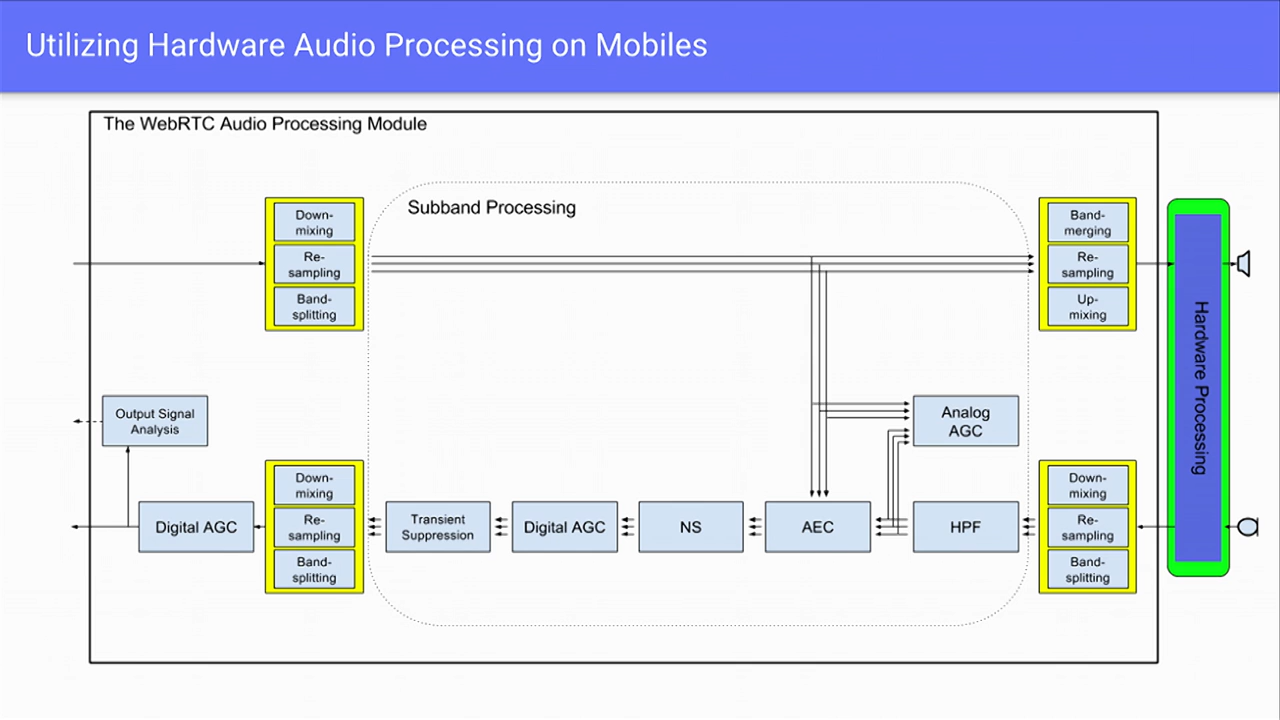 Utilizing Hardware Audio Processing on Mobiles
The WebRTC Audio Processing Module
Subband Processing
Down-
mixing
Re-
sampling
Band-
splitting
Band-
merging
Re-
sampling
Up-
mixing
Hardware Processing
Output Signal
Analysis
Analog
AGC
Digital AGC
Down-
mixing
Re-
sampling
Band-
splitting
Transient
Suppression
Digital AGC
NS
AEC
HPF
Down-
mixing
Re-
sampling
Band-
splitting